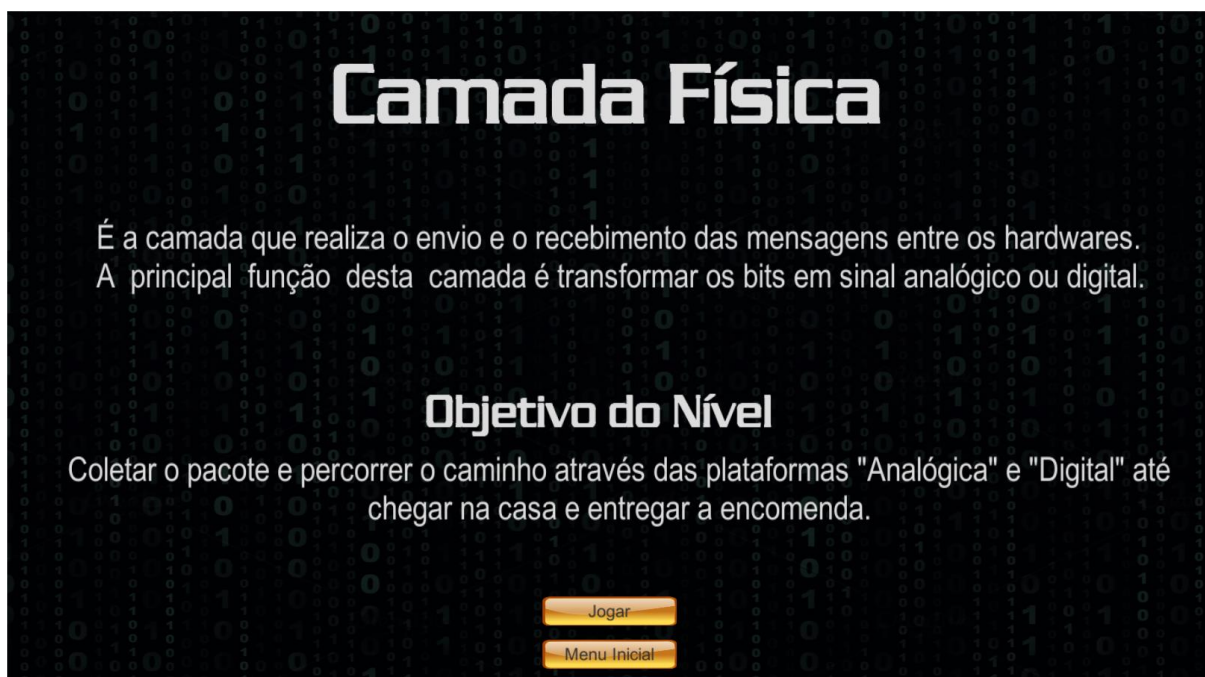 Camada Física
É a camada que realiza o envio e o recebimento das mensagens entre os hardwares.
A principal função desta camada é transformar os bits em sinal analógico ou digital.
Objetivo do Nível
Coletar o pacote e percorrer o caminho através das plataformas "Analógica" e "Digital" até
chegar na casa e entregar a encomenda.
Jogar
Menu Inicial